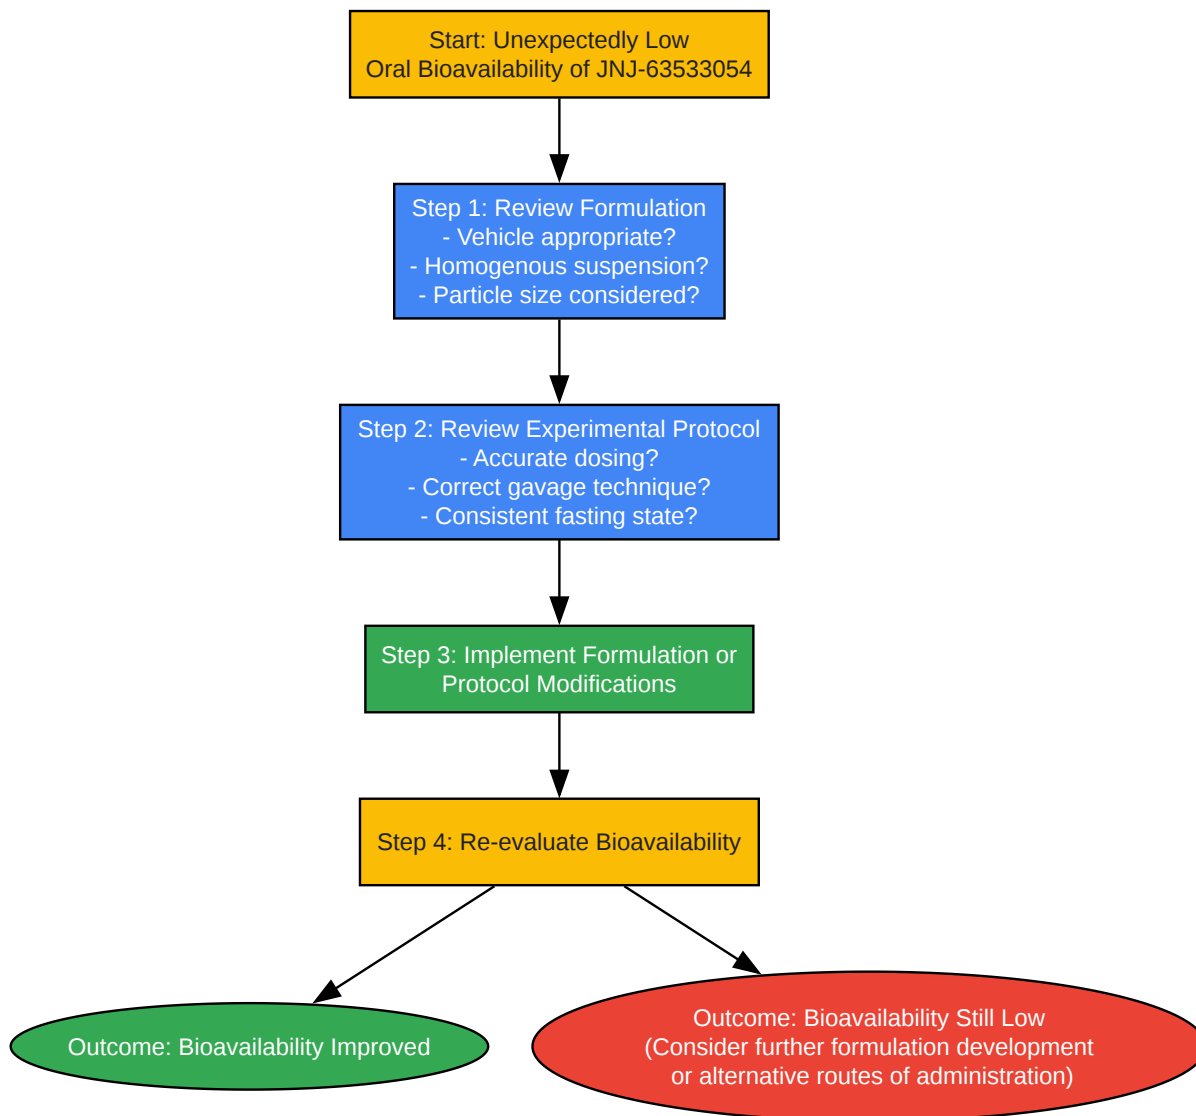 Start: Unexpectedly Low
Oral Bioavailability of JNJ-63533054
Step 1: Review Formulation
- Vehicle appropriate?
- Homogenous suspension?
- Particle size considered?
Step 2: Review Experimental Protocol
- Accurate dosing?
- Correct gavage technique?
- Consistent fasting state?
Step 3: Implement Formulation or
Protocol Modifications
Step 4: Re-evaluate Bioavailability
Outcome: Bioavailability Improved
Outcome: Bioavailability Still Low
(Consider further formulation development
or alternative routes of administration)